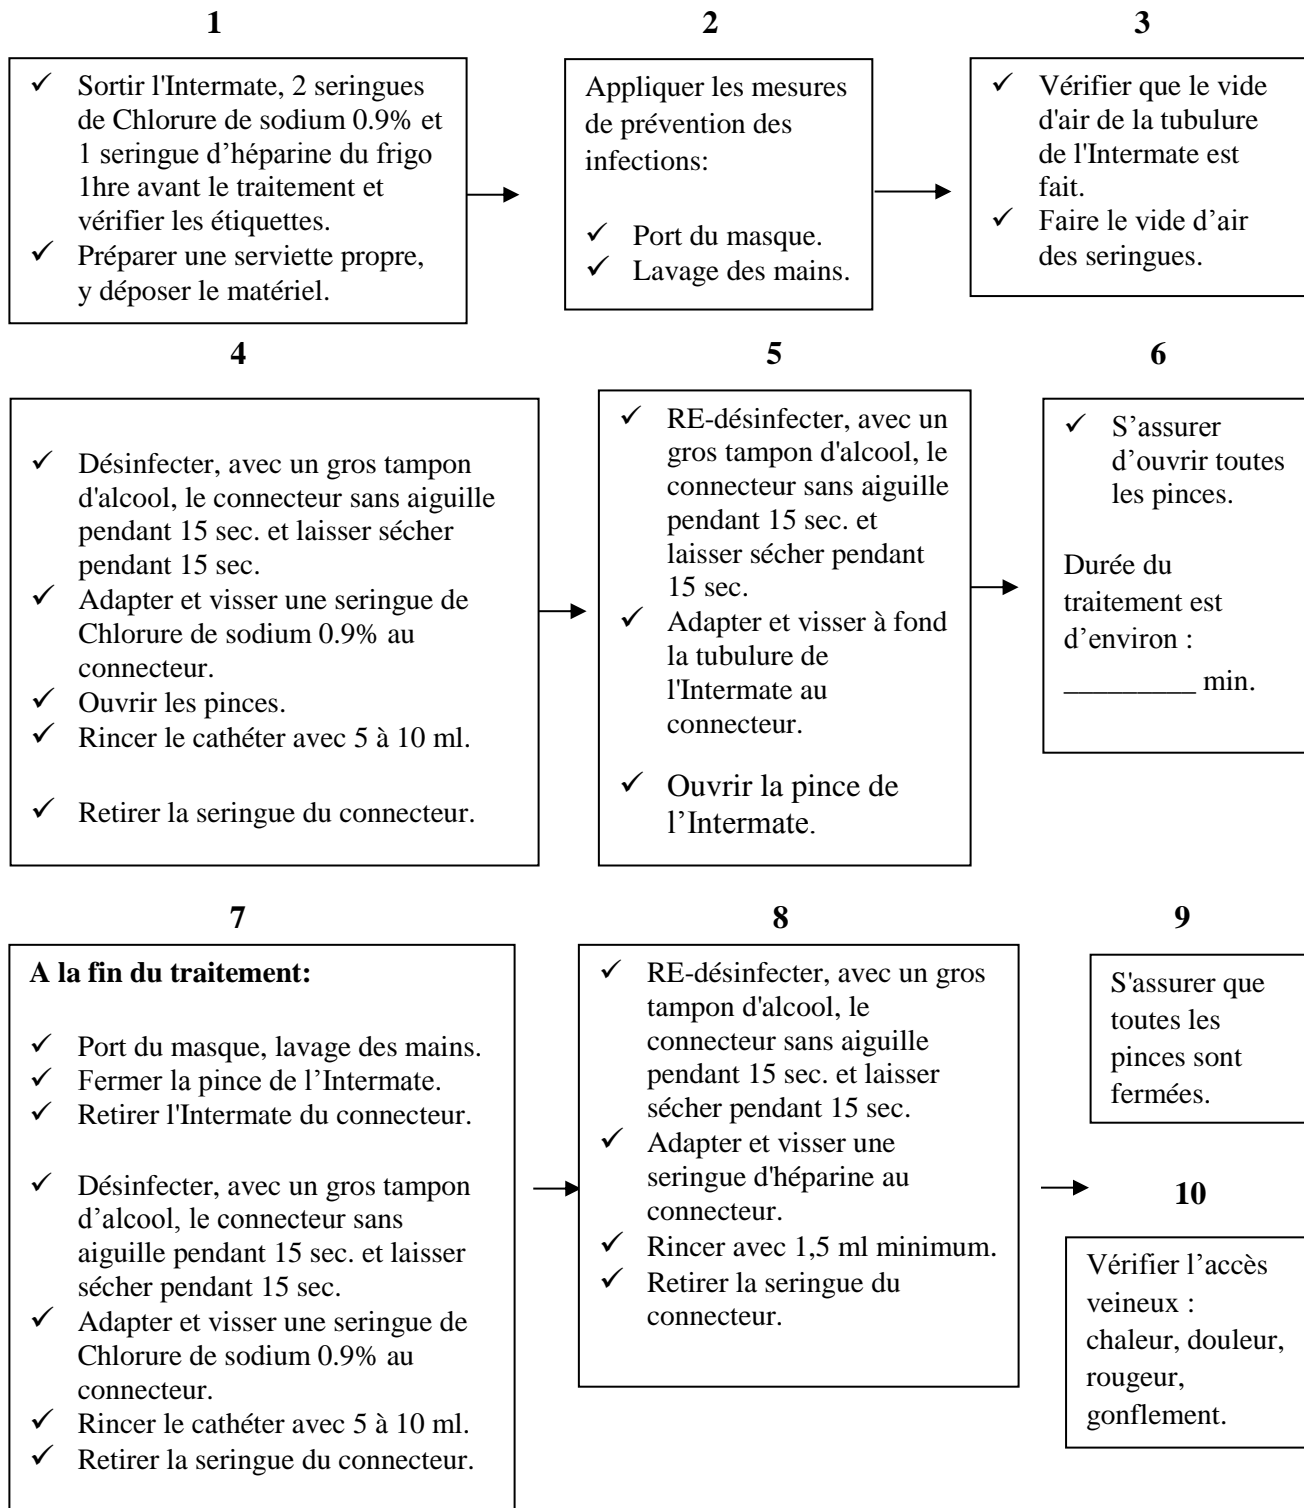 1
✓ Sortir l'Intermate, 2 seringues
de Chlorure de sodium 0.9% et
1 seringue d’héparine du frigo
1hre avant le traitement et
vérifier les étiquettes.
✓ Préparer une serviette propre,
y déposer le matériel.
2
Appliquer les mesures
de prévention des
infections:
✓ Port du masque.
✓ Lavage des mains.
3
✓ Vérifier que le vide
d'air de la tubulure
de l'Intermate est
fait.
✓ Faire le vide d’air
des seringues.
4
✓ Désinfecter, avec un gros tampon
d'alcool, le connecteur sans aiguille
pendant 15 sec. et laisser sécher
pendant 15 sec.
✓ Adapter et visser une seringue de
Chlorure de sodium 0.9% au
connecteur.
✓ Ouvrir les pinces.
✓ Rincer le cathéter avec 5 à 10 ml.
✓ Retirer la seringue du connecteur.
5
✓ RE-désinfecter, avec un
gros tampon d'alcool, le
connecteur sans aiguille
pendant 15 sec. et
laisser sécher pendant
15 sec.
✓ Adapter et visser à fond
la tubulure de
l'Intermate au
connecteur.
✓ Ouvrir la pince de
l’Intermate.
6
✓ S’assurer
d’ouvrir toutes
les pinces.
Durée du
traitement est
d’environ :
_________ min.
7
A la fin du traitement:
✓ Port du masque, lavage des mains.
✓ Fermer la pince de l’Intermate.
✓ Retirer l'Intermate du connecteur.
✓ Désinfecter, avec un gros tampon
d’alcool, le connecteur sans
aiguille pendant 15 sec. et laisser
sécher pendant 15 sec.
✓ Adapter et visser une seringue de
Chlorure de sodium 0.9% au
connecteur.
✓ Rincer le cathéter avec 5 à 10 ml.
✓ Retirer la seringue du connecteur.
8
✓ RE-désinfecter, avec un gros
tampon d'alcool, le
connecteur sans aiguille
pendant 15 sec. et laisser
sécher pendant 15 sec.
✓ Adapter et visser une
seringue d'héparine au
connecteur.
✓ Rincer avec 1,5 ml minimum.
✓ Retirer la seringue du
connecteur.
9
S'assurer que
toutes les
pinces sont
fermées.
10
Vérifier l’accès
veineux :
chaleur, douleur,
rougeur,
gonflement.